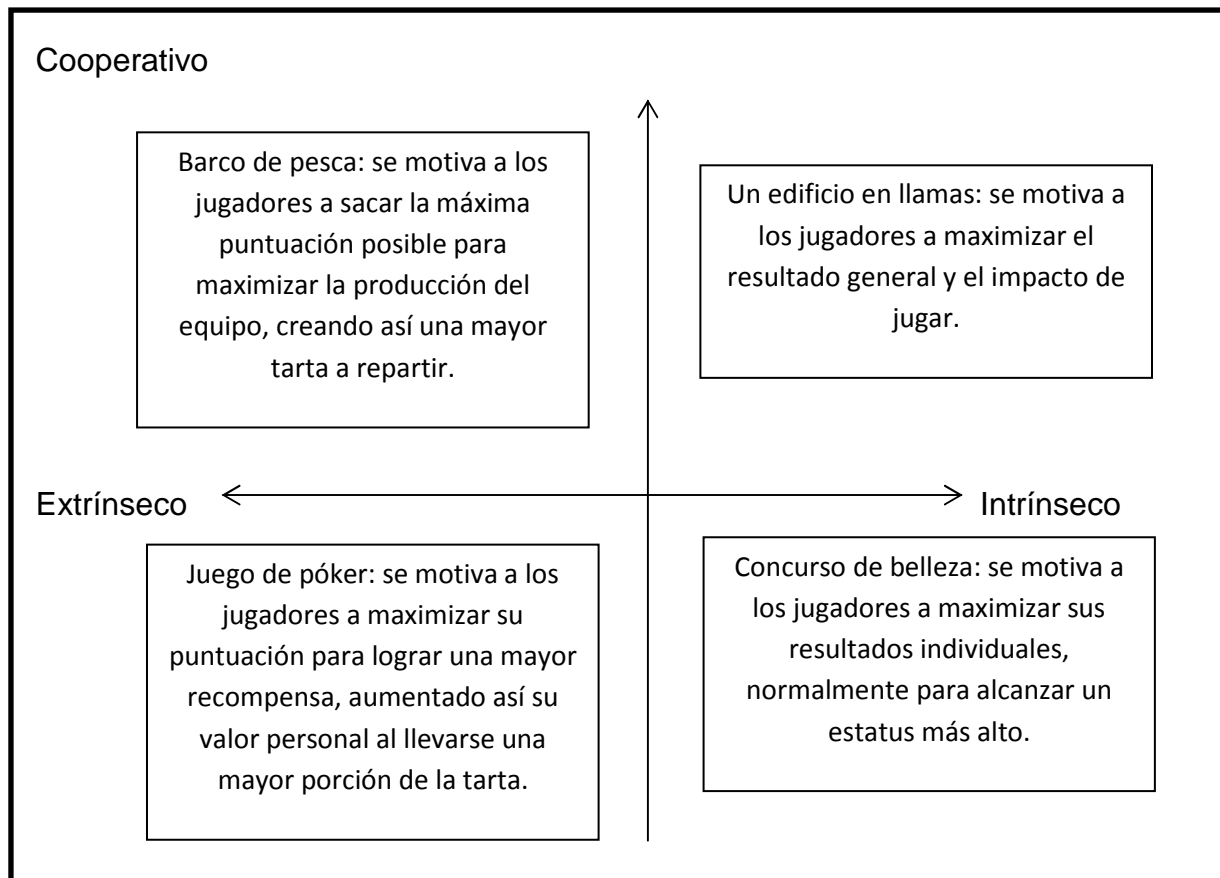 Cooperativo
Barco de pesca: se motiva a los
jugadores a sacar la máxima
puntuación posible para
maximizar la producción del
equipo, creando así una mayor
tarta a repartir.
Un edificio en llamas: se motiva a
los jugadores a maximizar el
resultado general y el impacto de
jugar.
Extrínseco
Intrínseco
Juego de póker: se motiva a los
jugadores a maximizar su
puntuación para lograr una mayor
recompensa, aumentado así su
valor personal al llevarse una
mayor porción de la tarta.
Concurso de belleza: se motiva a
los jugadores a maximizar sus
resultados individuales,
normalmente para alcanzar un
estatus más alto.